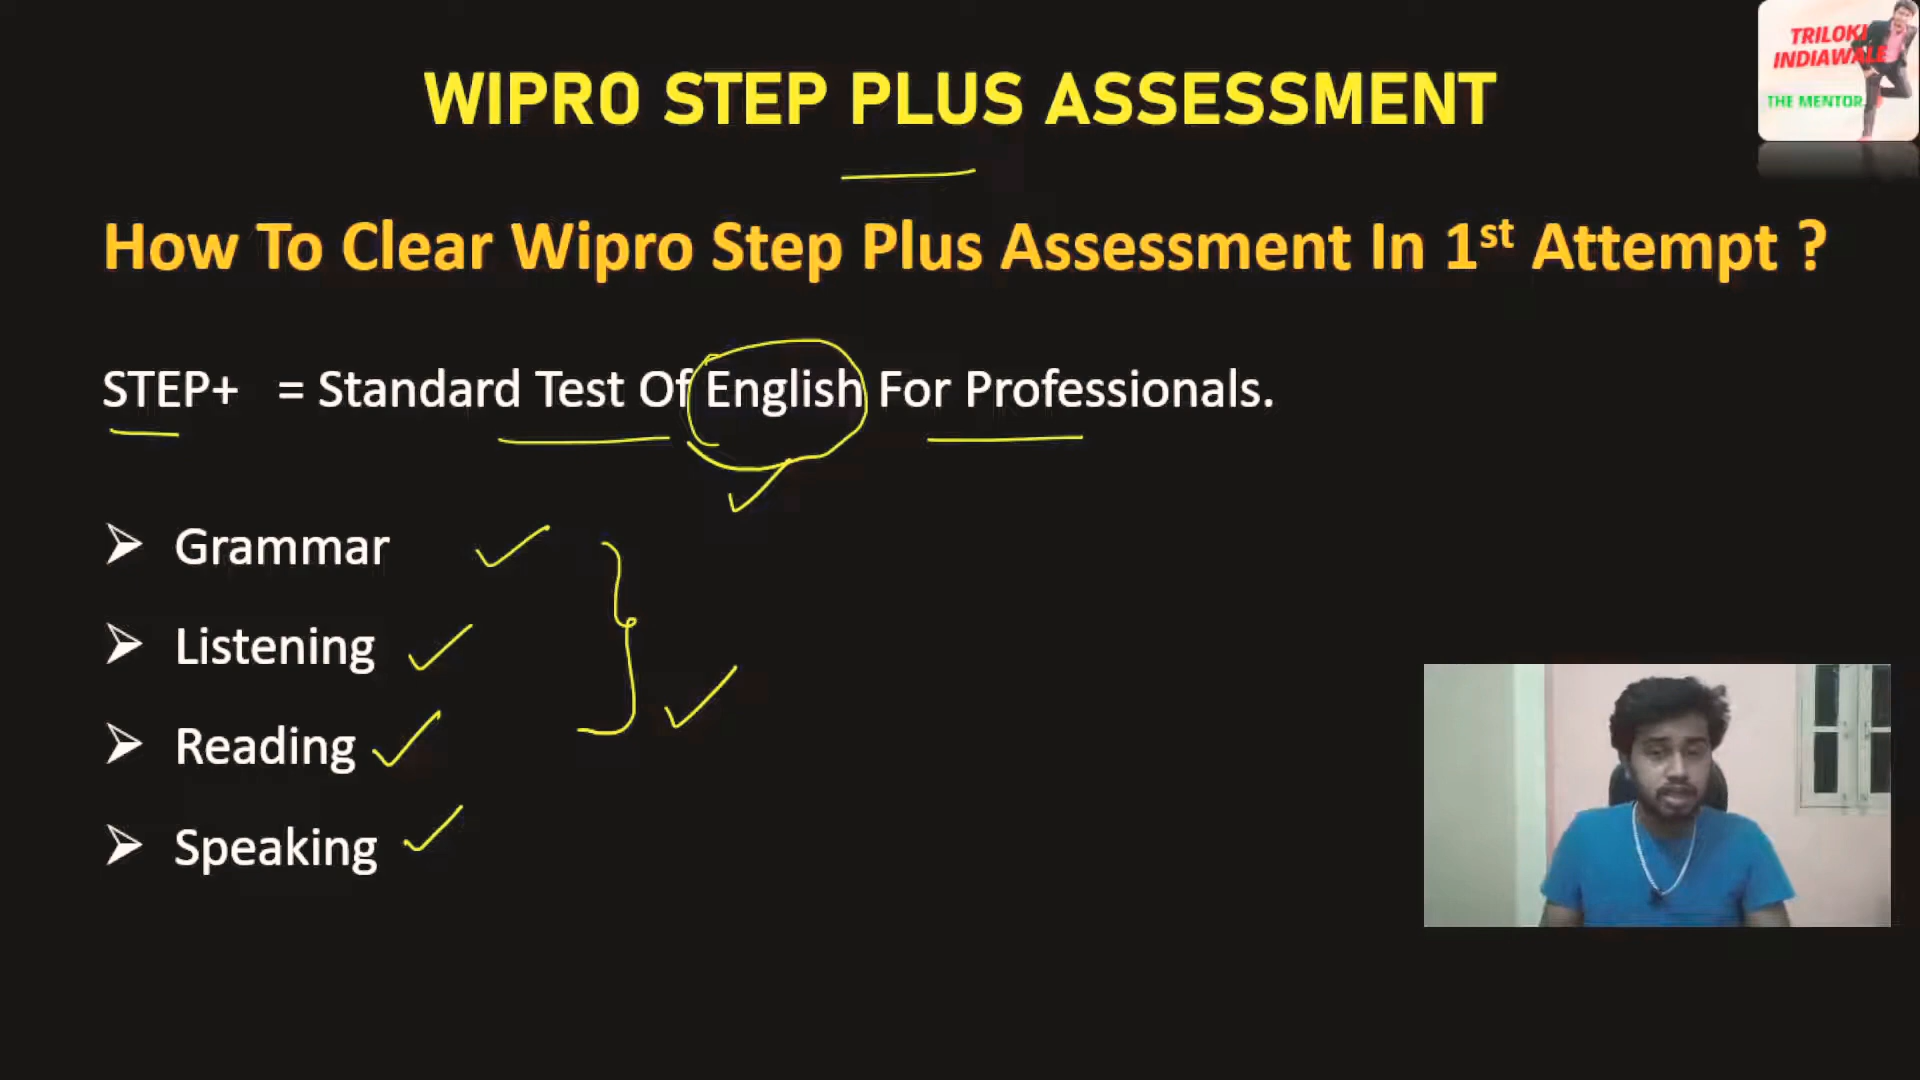 WIPRO STEP PLUS ASSESSMENT
TRILOKI
INDIAWALE
THE MENTOR
How To Clear Wipro Step Plus Assessment In 1st Attempt ?
STEP+ = Standard Test Of English For Professionals.
➢ Grammar
➢ Listening
➢ Reading
➢ Speaking